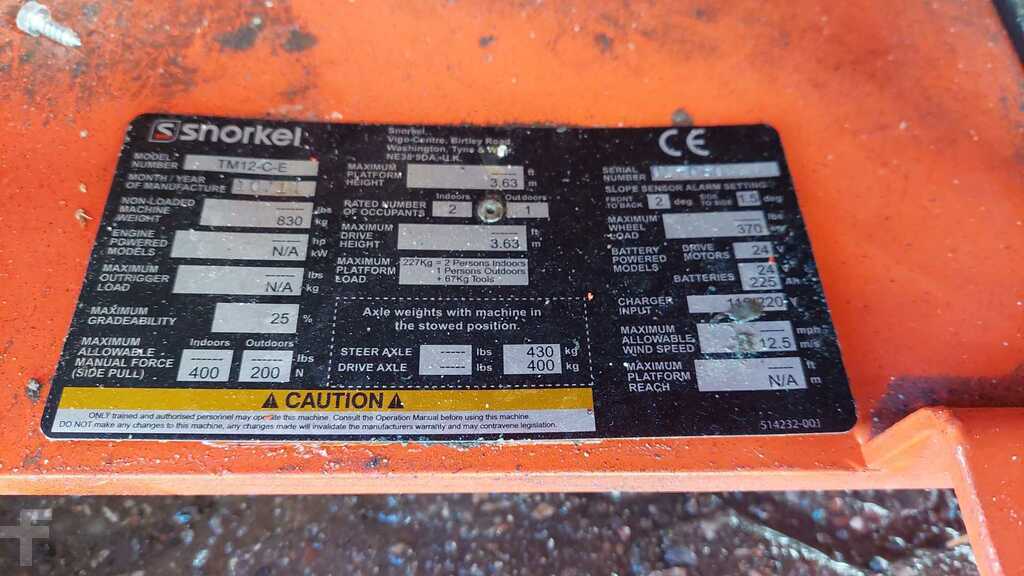 snorkel
Snorkel
Vigo-Centre, Birtley Road
Washington, Tyne &
NE38 9DA, U.K.
CE
MODEL NUMBER TM12-C-E
MONTH / YEAR OF MANUFACTURE
NON-LOADED MACHINE WEIGHT ----- lbs
830 kg
ENGINE POWERED MODELS ----- hp
N/A kW
MAXIMUM OUTRIGGER LOAD ----- lbs
N/A kg
MAXIMUM GRADEABILITY 25 %
MAXIMUM ALLOWABLE MANUAL FORCE (SIDE PULL)
Indoors Outdoors
----- ----- lbs
400 200 N
MAXIMUM PLATFORM HEIGHT ----- ft
3.63 m
RATED NUMBER OF OCCUPANTS
Indoors Outdoors
2 1
MAXIMUM DRIVE HEIGHT ----- ft
3.63 m
MAXIMUM PLATFORM LOAD
227Kg = 2 Persons Indoors
1 Persons Outdoors
+ 67Kg Tools
Axle weights with machine in
the stowed position.
STEER AXLE ----- lbs 430 kg
DRIVE AXLE ----- lbs 400 kg
SERIAL NUMBER
SLOPE SENSOR ALARM SETTING
FRONT TO BACK 2 deg SIDE TO SIDE 1.5 deg
MAXIMUM WHEEL LOAD ----- lbs
370 kg
BATTERY POWERED MODELS
DRIVE MOTORS 24 V
BATTERIES 24 V
225 Ah
CHARGER INPUT 220 V
MAXIMUM ALLOWABLE WIND SPEED ----- mph
12.5 m/s
MAXIMUM PLATFORM REACH ----- ft
N/A m
CAUTION
ONLY trained and authorised personnel may operate this machine. Consult the Operation Manual before using this machine.
DO NOT make any changes to this machine, any changes made will invalidate the manufacturers warranty and may contravene legislation.
514232-001